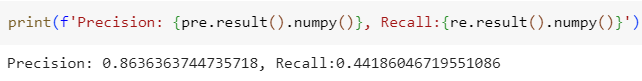 print(f'Precision: {pre.result().numpy()}, Recall:{re.result().numpy()}')
Precision: 0.8636363744735718, Recall:0.44186046719551086